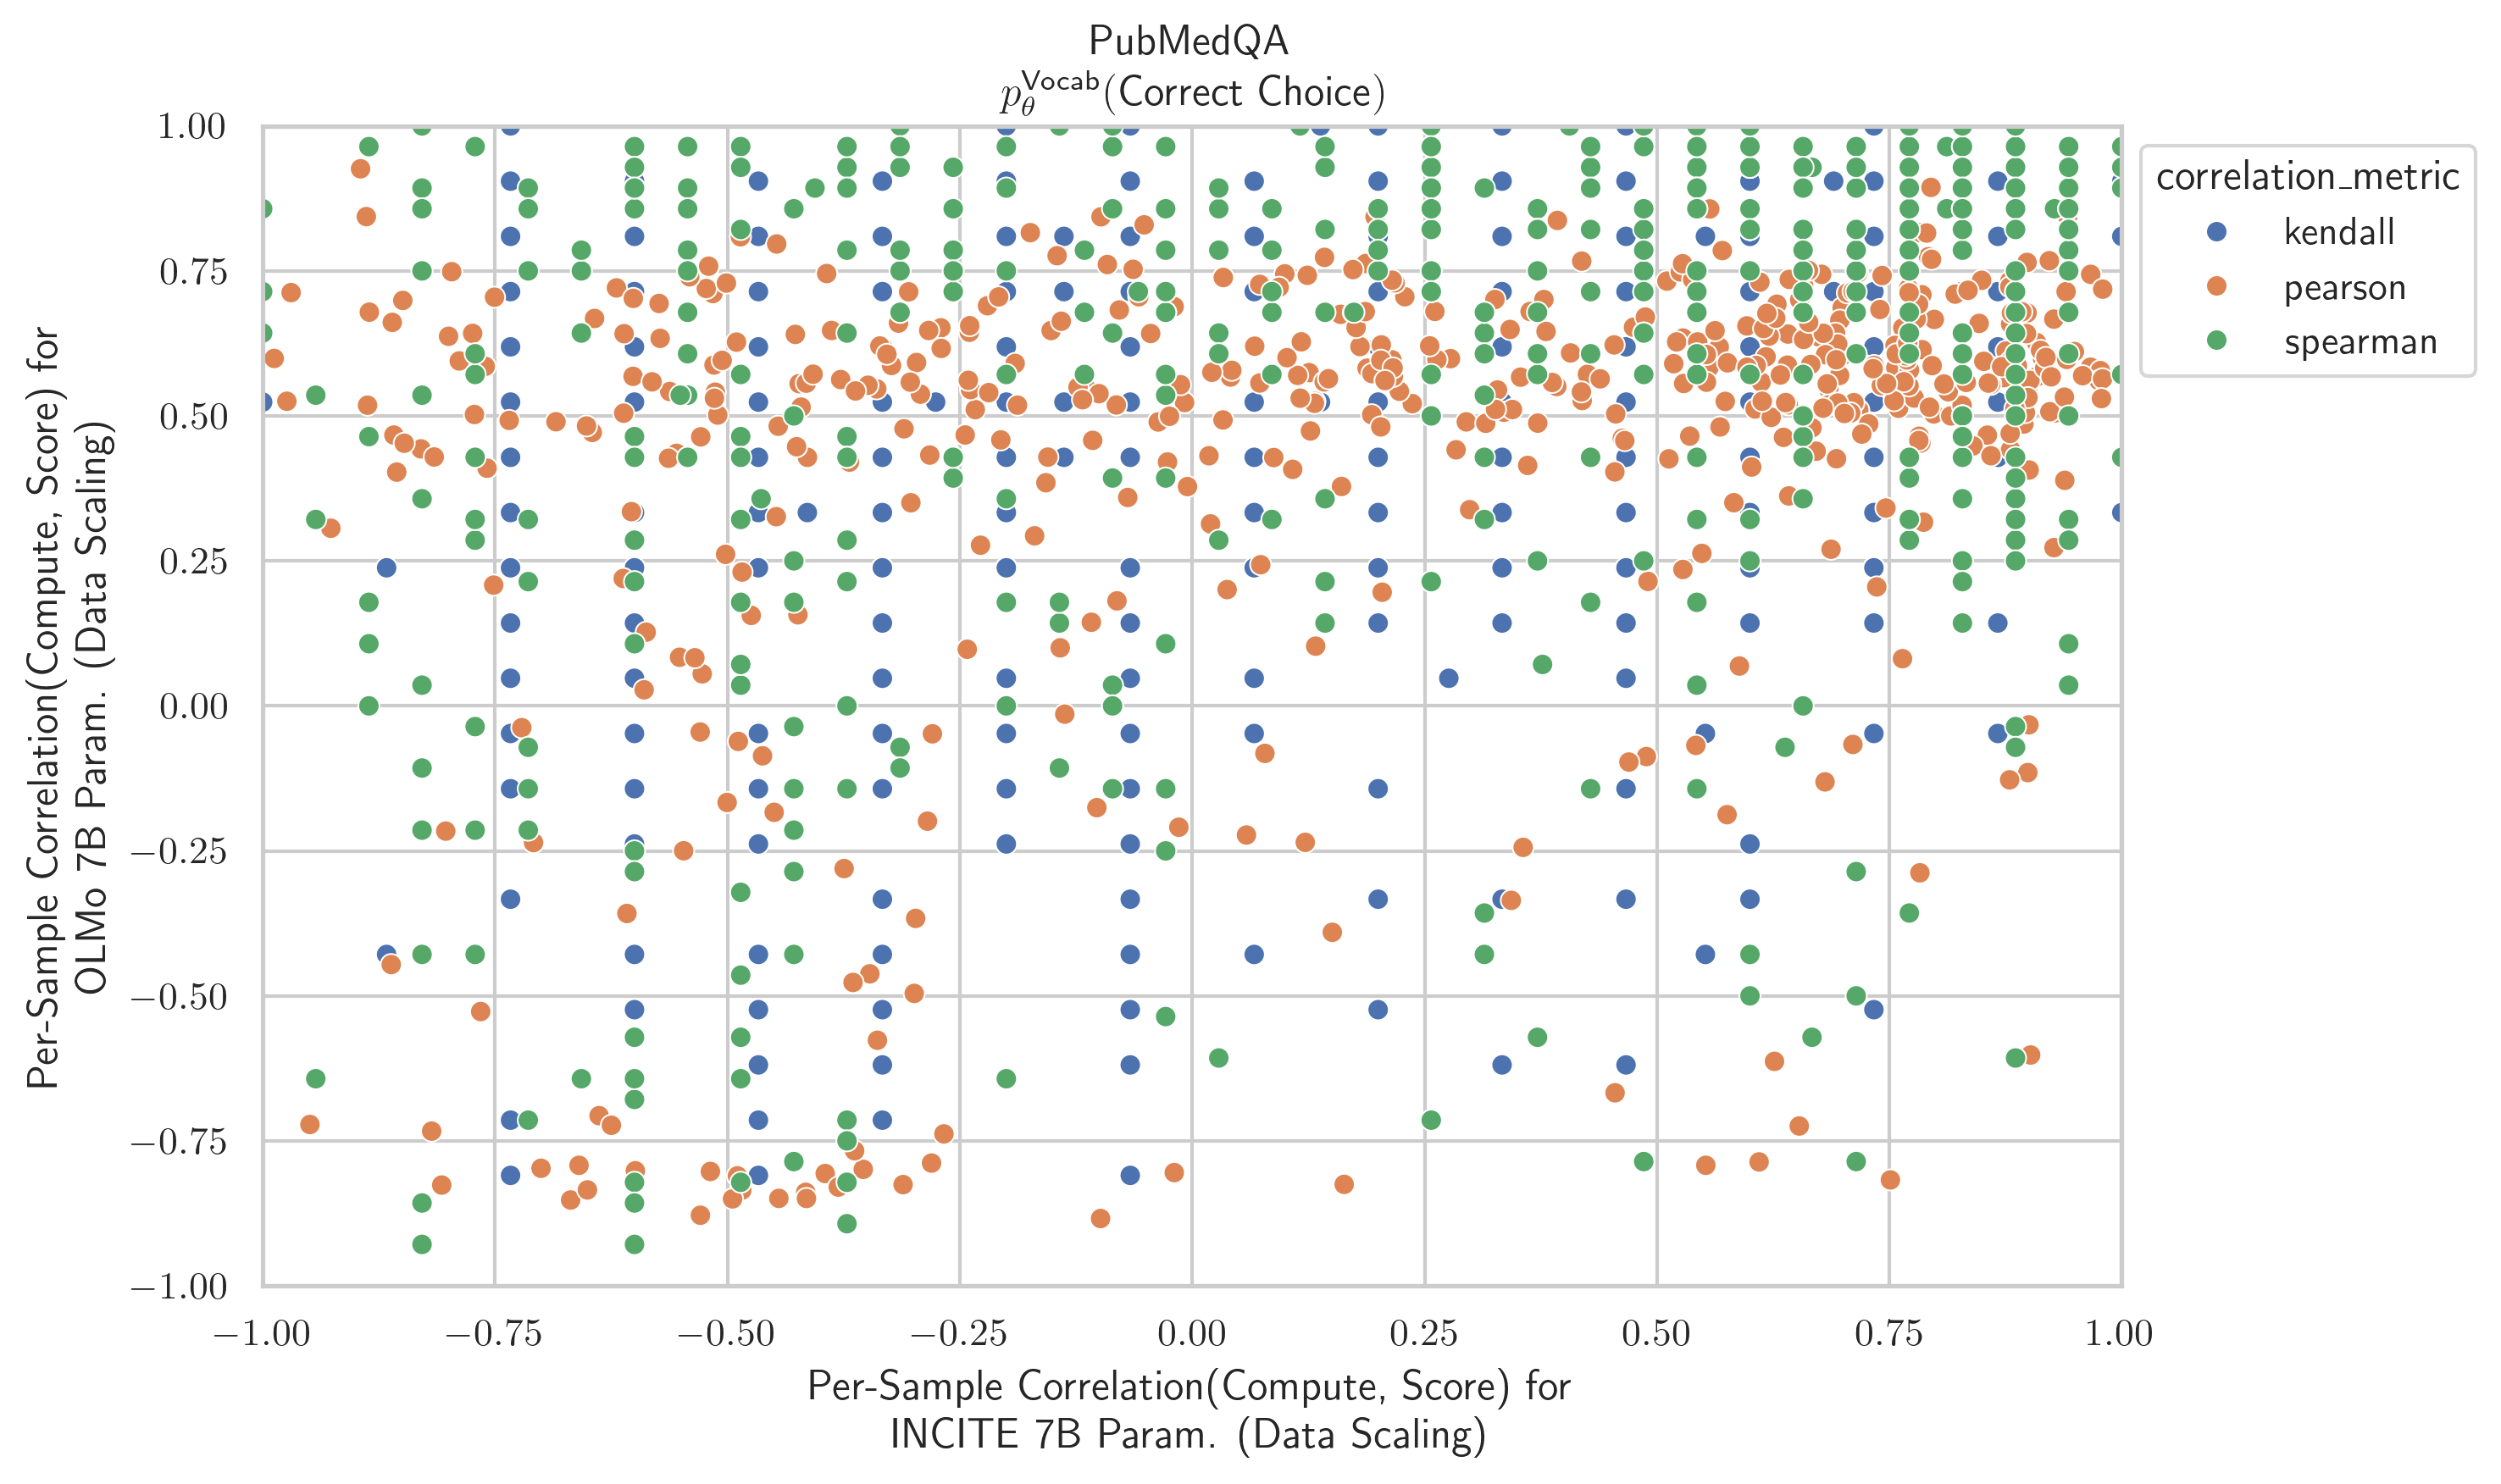 PubMedQA
p_θ^Vocab(Correct Choice)
Per-Sample Correlation(Compute, Score) for
OLMo 7B Param. (Data Scaling)
1.00
0.75
0.50
0.25
0.00
−0.25
−0.50
−0.75
−1.00
−1.00 −0.75 −0.50 −0.25 0.00 0.25 0.50 0.75 1.00
Per-Sample Correlation(Compute, Score) for
INCITE 7B Param. (Data Scaling)
correlation_metric
kendall
pearson
spearman